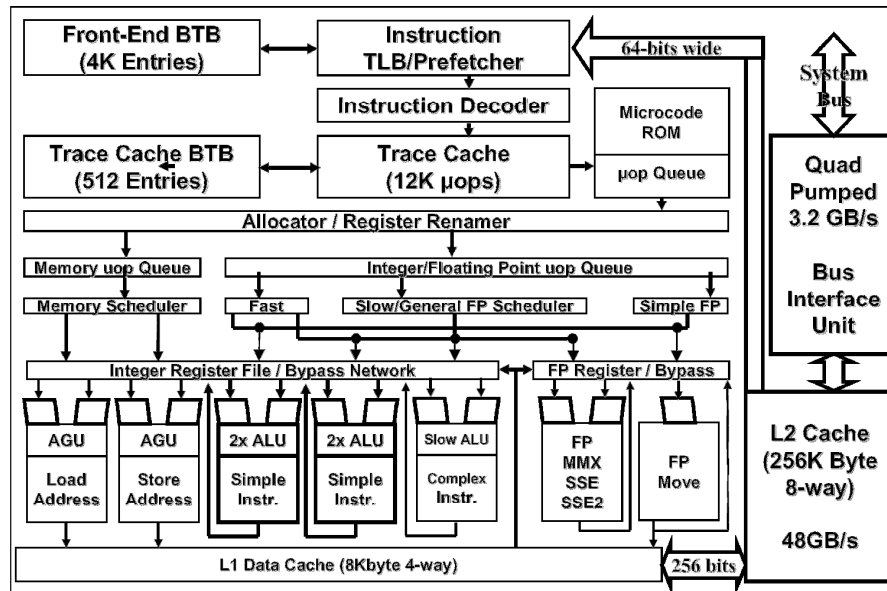 Front-End BTB
(4K Entries)
Instruction
TLB/Prefetcher
64-bits wide
System
Bus
Instruction Decoder
Microcode
ROM
Trace Cache BTB
(512 Entries)
Trace Cache
(12K µops)
µop Queue
Quad
Pumped
3.2 GB/s
Bus
Interface
Unit
Allocator / Register Renamer
Memory uop Queue
Integer/Floating Point uop Queue
Memory Scheduler
Fast
Slow/General FP Scheduler
Simple FP
Integer Register File / Bypass Network
FP Register / Bypass
AGU
Load
Address
AGU
Store
Address
2x ALU
Simple
Instr.
2x ALU
Simple
Instr.
Slow ALU
Complex
Instr.
FP
MMX
SSE
SSE2
FP
Move
L2 Cache
(256K Byte
8-way)
48GB/s
L1 Data Cache (8Kbyte 4-way)
256 bits